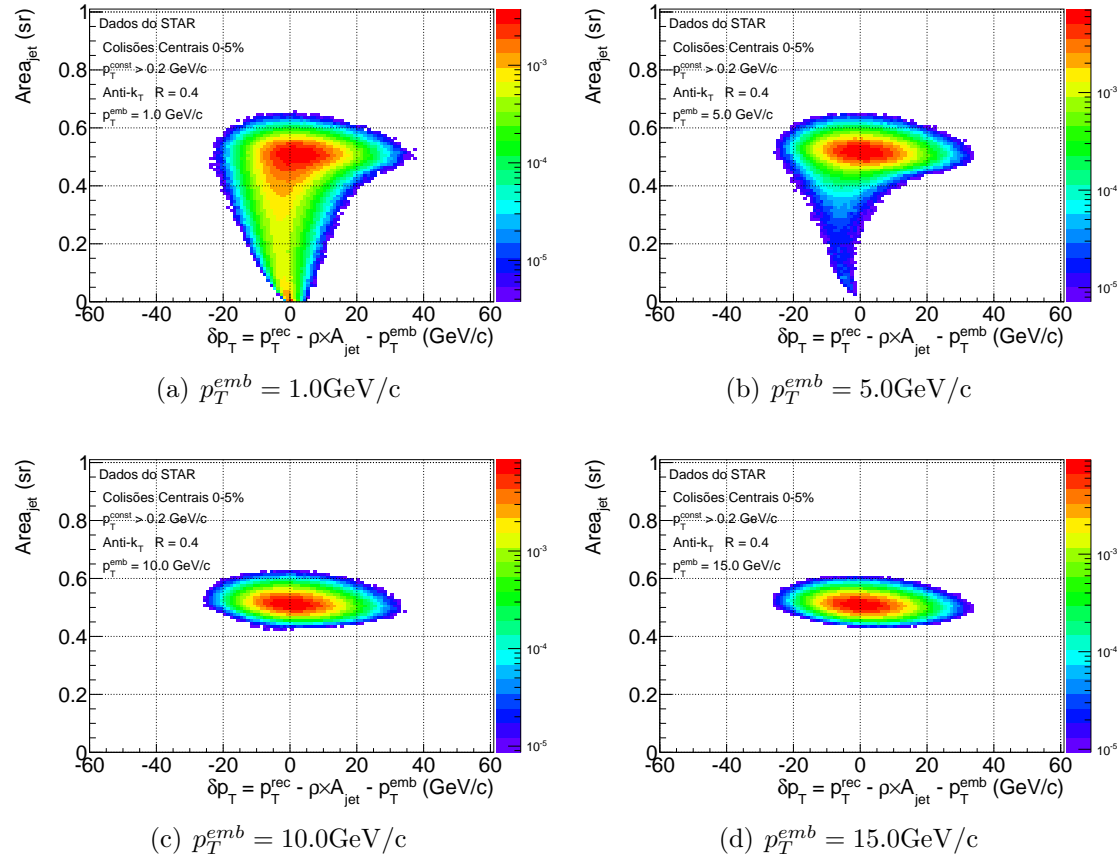 Area_jet (sr)
1
0.8
0.6
0.4
0.2
0
Dados do STAR
Colisões Centrais 0-5%
p_T^const > 0.2 GeV/c
Anti-k_T R = 0.4
p_T^emb = 1.0 GeV/c
10^-3
10^-4
10^-5
-60 -40 -20 0 20 40 60
δp_T = p_T^rec - ρ×A_jet - p_T^emb (GeV/c)
(a) p_T^emb = 1.0GeV/c
Area_jet (sr)
1
0.8
0.6
0.4
0.2
0
Dados do STAR
Colisões Centrais 0-5%
p_T^const > 0.2 GeV/c
Anti-k_T R = 0.4
p_T^emb = 5.0 GeV/c
10^-3
10^-4
10^-5
-60 -40 -20 0 20 40 60
δp_T = p_T^rec - ρ×A_jet - p_T^emb (GeV/c)
(b) p_T^emb = 5.0GeV/c
Area_jet (sr)
1
0.8
0.6
0.4
0.2
0
Dados do STAR
Colisões Centrais 0-5%
p_T^const > 0.2 GeV/c
Anti-k_T R = 0.4
p_T^emb = 10.0 GeV/c
10^-3
10^-4
10^-5
-60 -40 -20 0 20 40 60
δp_T = p_T^rec - ρ×A_jet - p_T^emb (GeV/c)
(c) p_T^emb = 10.0GeV/c
Area_jet (sr)
1
0.8
0.6
0.4
0.2
0
Dados do STAR
Colisões Centrais 0-5%
p_T^const > 0.2 GeV/c
Anti-k_T R = 0.4
p_T^emb = 15.0 GeV/c
10^-3
10^-4
10^-5
-60 -40 -20 0 20 40 60
δp_T = p_T^rec - ρ×A_jet - p_T^emb (GeV/c)
(d) p_T^emb = 15.0GeV/c